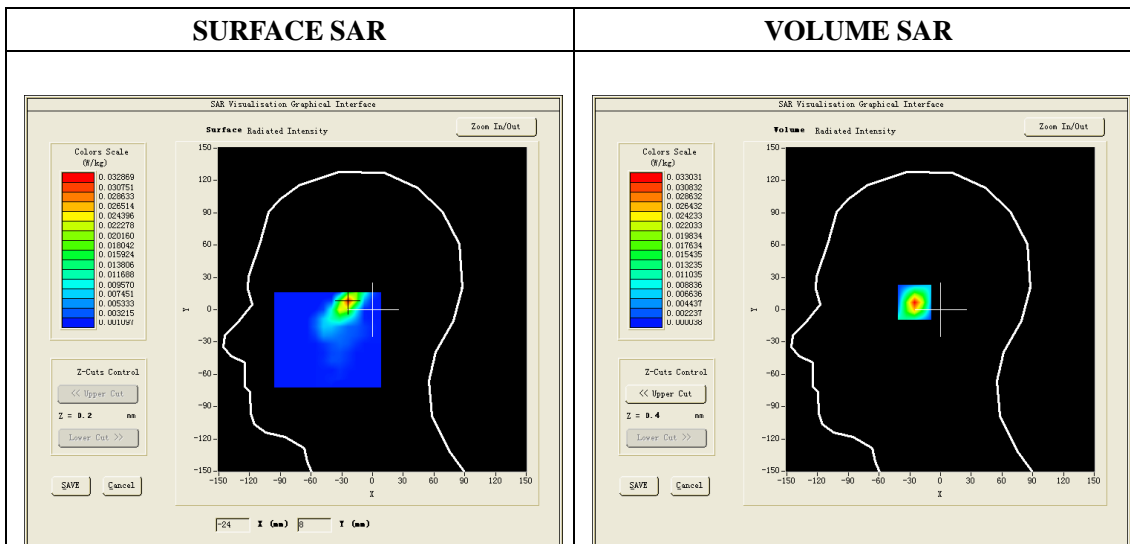 SURFACE SAR
VOLUME SAR
SAR Visualisation Graphical Interface
Surface Radiated Intensity
Zoom In/Out
Colors Scale
(W/kg)
0.032869
0.030751
0.028633
0.026514
0.024396
0.022278
0.020160
0.018042
0.015924
0.013806
0.011688
0.009570
0.007451
0.005333
0.003215
0.001097
150
120
90
60
30
0
-30
-60
-90
-120
-150
Y
-150 -120 -90 -60 -30 0 30 60 90 120 150
X
Z-Cuts Control
<< Upper Cut
Z = 0.2 mm
Lower Cut >>
SAVE Cancel
-24 X (mm) 8 Y (mm)
SAR Visualisation Graphical Interface
Volume Radiated Intensity
Zoom In/Out
Colors Scale
(W/kg)
0.033031
0.030832
0.028632
0.026432
0.024233
0.022033
0.019834
0.017634
0.015435
0.013235
0.011035
0.008836
0.006636
0.004437
0.002237
0.000038
150
120
90
60
30
0
-30
-60
-90
-120
-150
Y
-150 -120 -90 -60 -30 0 30 60 90 120 150
X
Z-Cuts Control
<< Upper Cut
Z = 0.4 mm
Lower Cut >>
SAVE Cancel